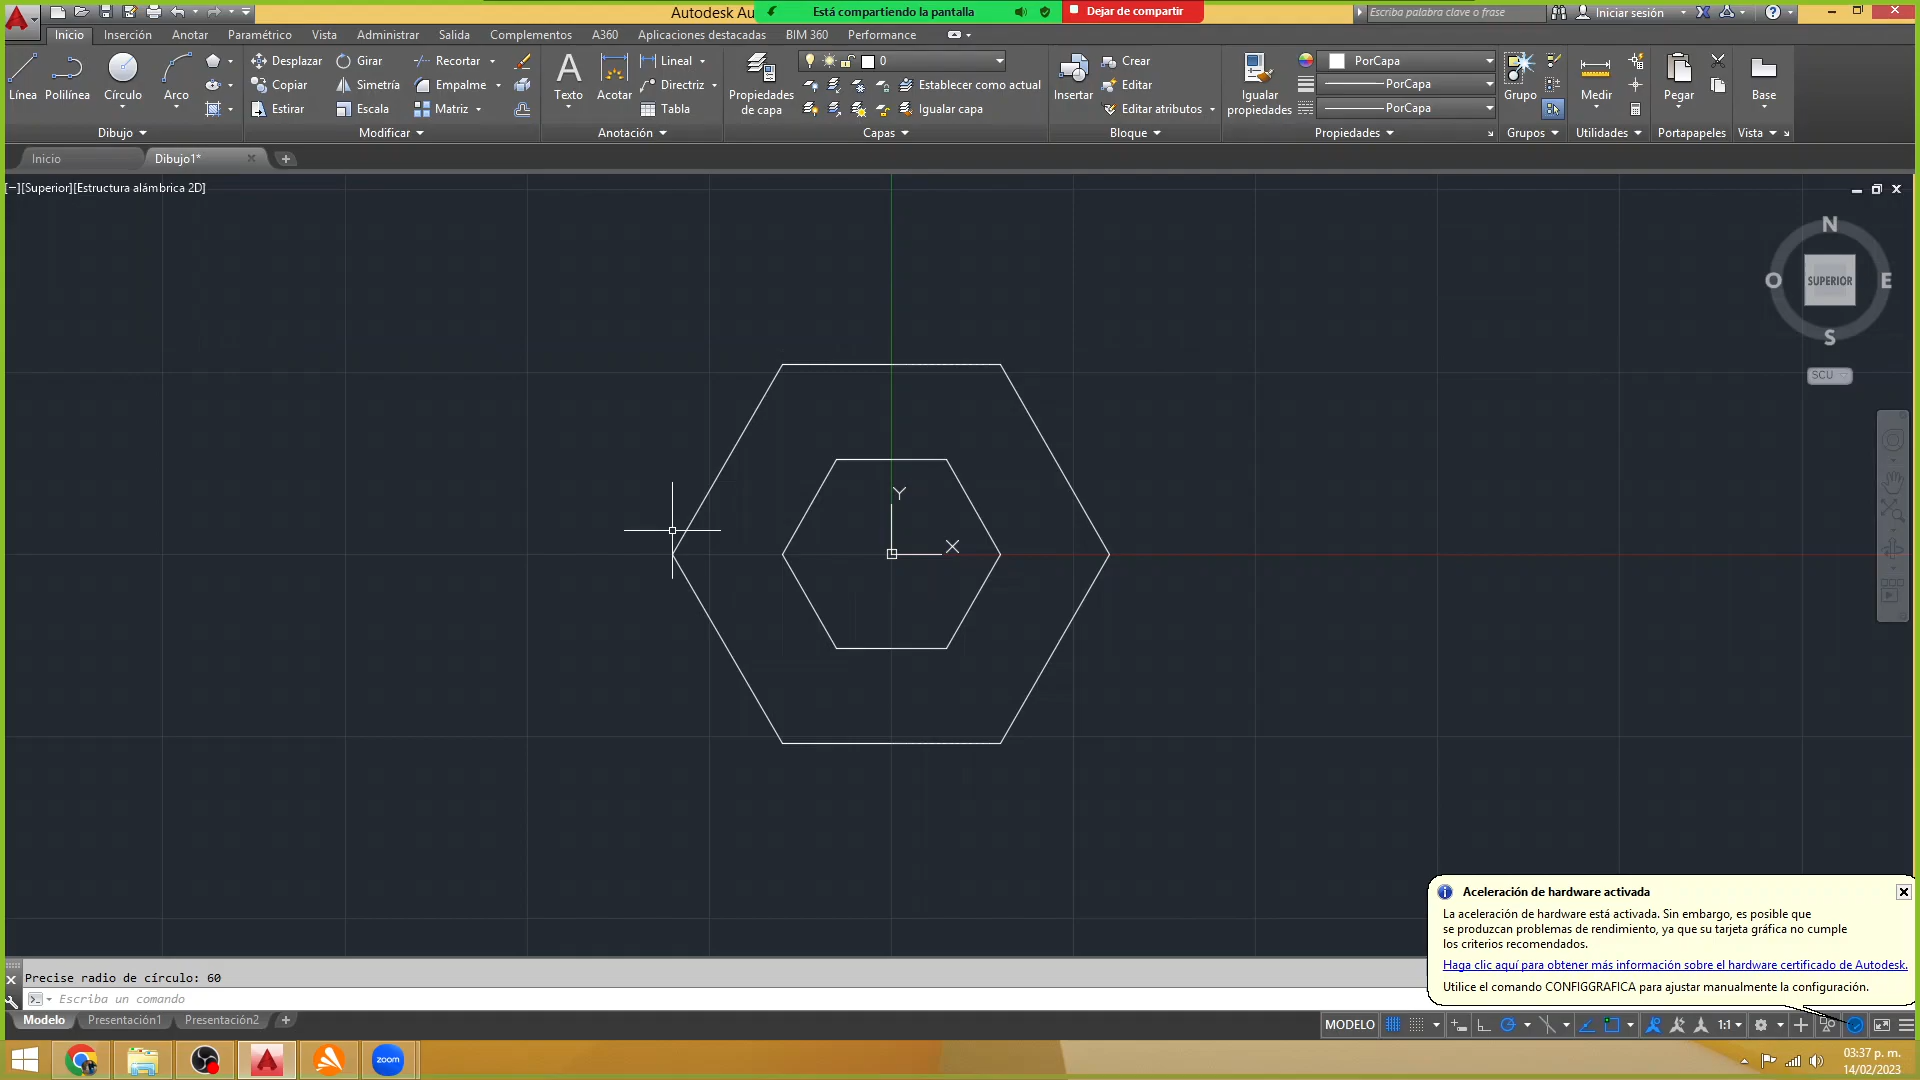 Autodesk Au
Está compartiendo la pantalla
Dejar de compartir
Escriba palabra clave o frase
Iniciar sesión
Inicio Inserción Anotar Paramétrico Vista Administrar Salida Complementos A360 Aplicaciones destacadas BIM 360 Performance
Línea Polilínea Círculo Arco
Desplazar Girar Recortar
Copiar Simetría Empalme
Estirar Escala Matriz
Texto Acotar
Lineal
Directriz
Tabla
Propiedades de capa
0
Establecer como actual
Igualar capa
Insertar
Crear
Editar
Editar atributos
Igualar propiedades
PorCapa
PorCapa
PorCapa
Grupo
Medir
Pegar
Base
Dibujo Modificar Anotación Capas Bloque Propiedades Grupos Utilidades Portapapeles Vista
Inicio Dibujo1*
[−][Superior][Estructura alámbrica 2D]
N
O SUPERIOR E
S
SCU
Y
X
Aceleración de hardware activada
La aceleración de hardware está activada. Sin embargo, es posible que
se produzcan problemas de rendimiento, ya que su tarjeta gráfica no cumple
los criterios recomendados.
Haga clic aquí para obtener más información sobre el hardware certificado de Autodesk.
Utilice el comando CONFIGGRAFICA para ajustar manualmente la configuración.
Precise radio de círculo: 60
Escriba un comando
Modelo Presentación1 Presentación2
MODELO 1:1
zoom
03:37 p. m.
14/02/2023